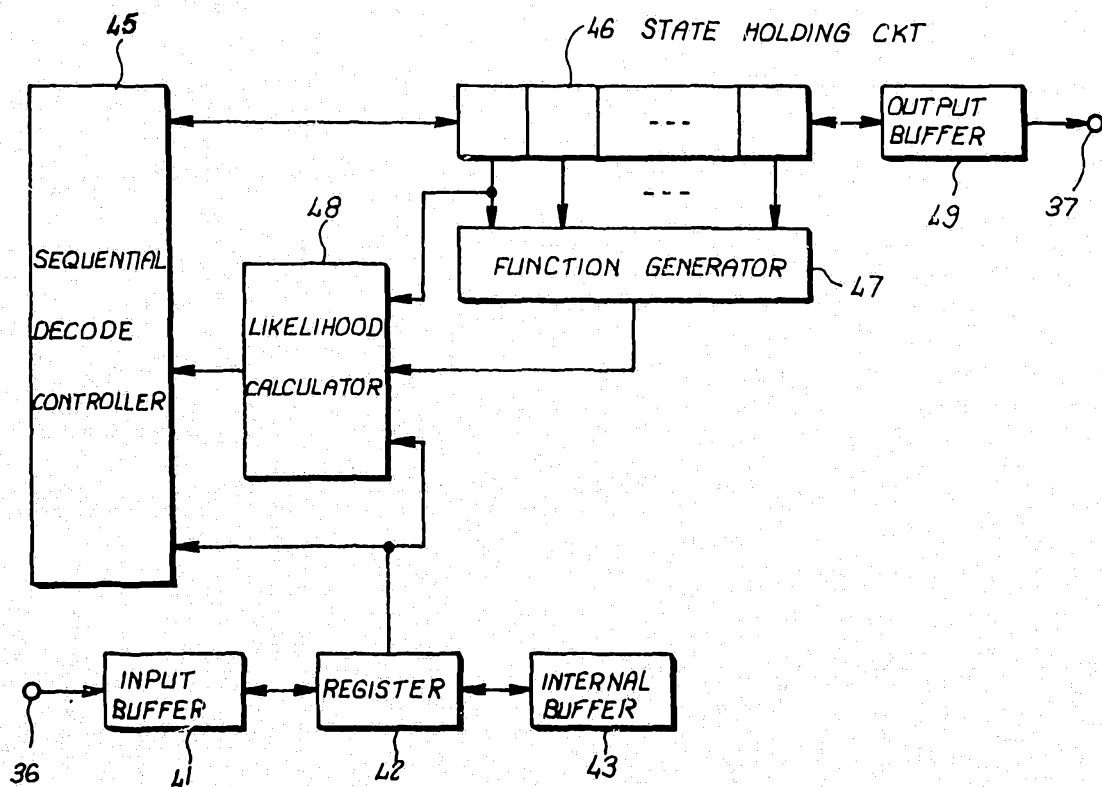 45
46 STATE HOLDING CKT
---
OUTPUT
BUFFER
---
49
37
48
FUNCTION GENERATOR
47
SEQUENTIAL
DECODE
CONTROLLER
LIKELIHOOD
CALCULATOR
INPUT
BUFFER
REGISTER
INTERNAL
BUFFER
36
41
42
43